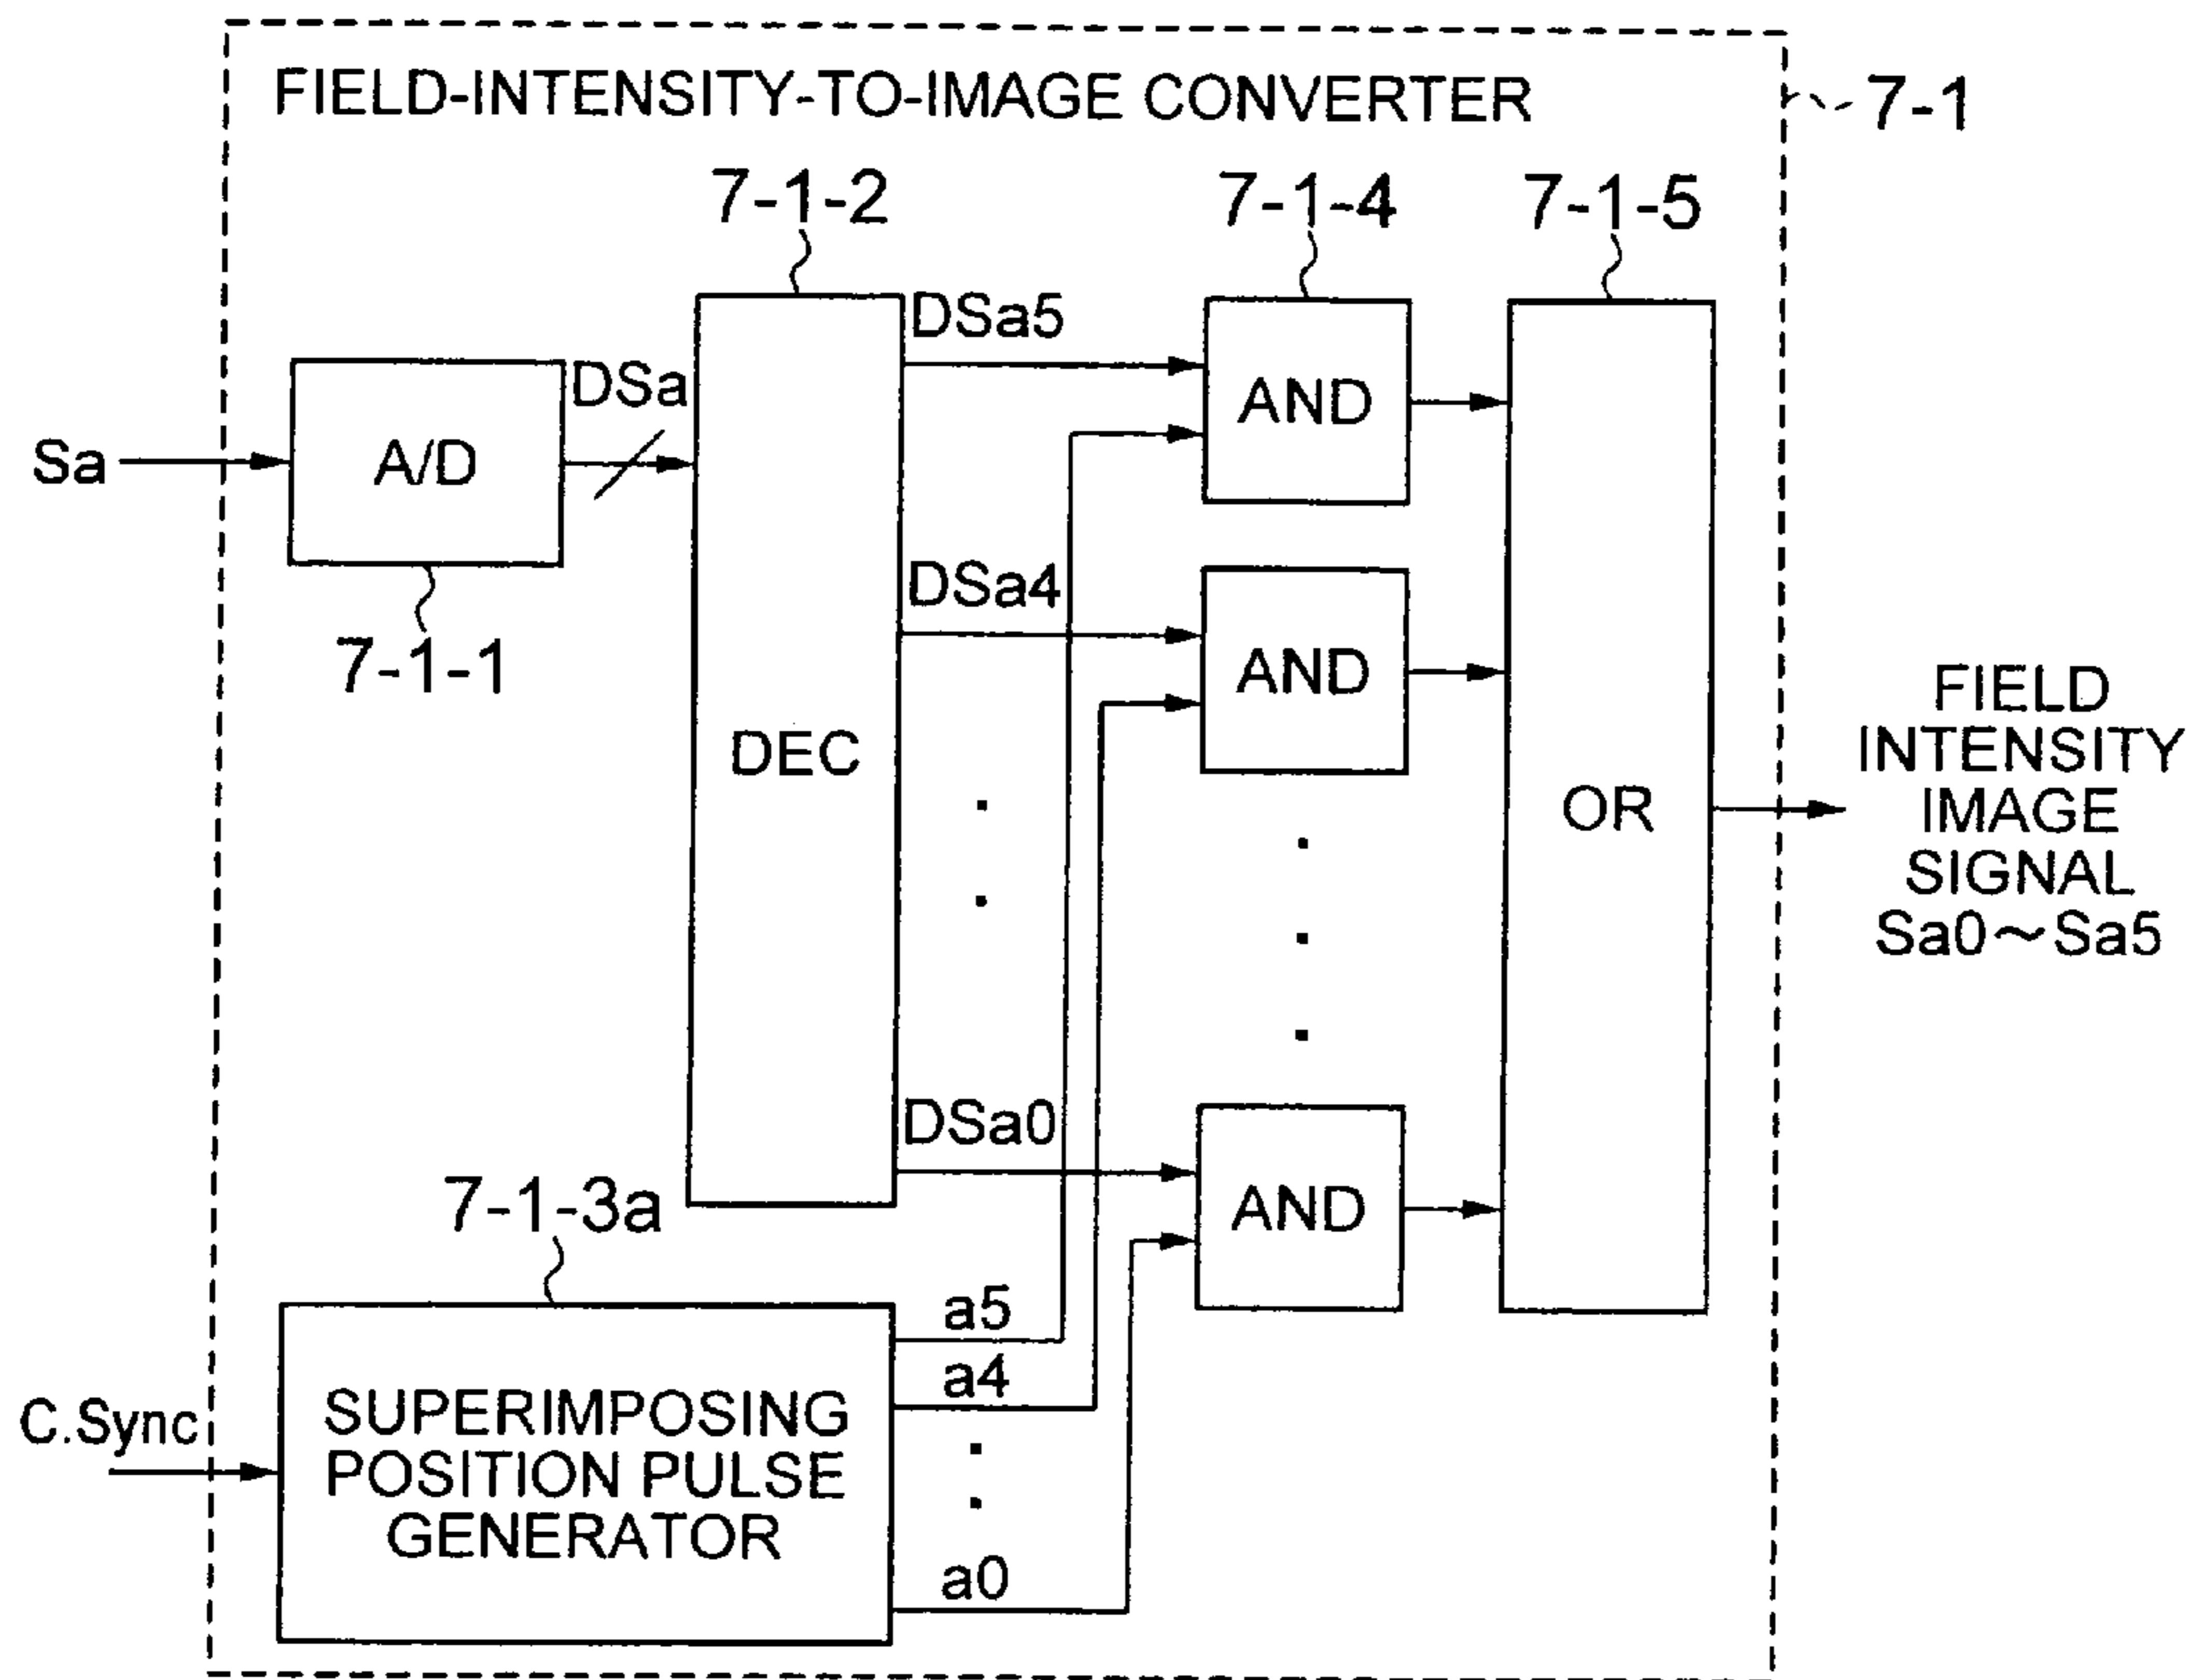 FIELD-INTENSITY-TO-IMAGE CONVERTER
7-1
7-1-2
7-1-4
7-1-5
DSa5
DSa
Sa
A/D
AND
7-1-1
DSa4
AND
DEC
OR
FIELD
INTENSITY
IMAGE
SIGNAL
Sa0~Sa5
DSa0
AND
7-1-3a
a5
a4
C.Sync
SUPERIMPOSING
POSITION PULSE
GENERATOR
a0